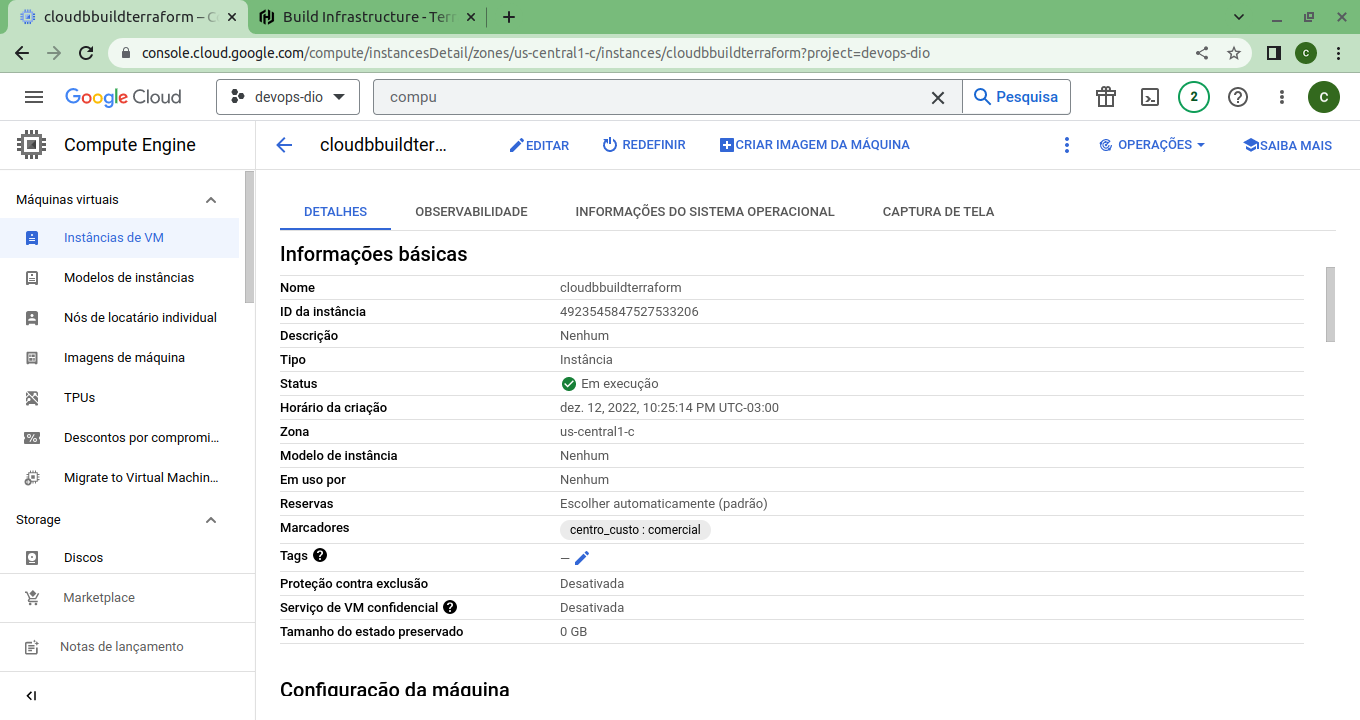 cloudbbuildterraform – C
Build Infrastructure - Terr
console.cloud.google.com/compute/instancesDetail/zones/us-central1-c/instances/cloudbbuildterraform?project=devops-dio
C
Google Cloud
devops-dio
compu
Pesquisa
2
C
Compute Engine
cloudbbuildter…
EDITAR
REDEFINIR
CRIAR IMAGEM DA MÁQUINA
OPERAÇÕES
SAIBA MAIS
Máquinas virtuais
Instâncias de VM
Modelos de instâncias
Nós de locatário individual
Imagens de máquina
TPUs
Descontos por compromi…
Migrate to Virtual Machin…
Storage
Discos
Marketplace
Notas de lançamento
DETALHES
OBSERVABILIDADE
INFORMAÇÕES DO SISTEMA OPERACIONAL
CAPTURA DE TELA
Informações básicas
Nome cloudbbuildterraform
ID da instância 4923545847527533206
Descrição Nenhum
Tipo Instância
Status Em execução
Horário da criação dez. 12, 2022, 10:25:14 PM UTC-03:00
Zona us-central1-c
Modelo de instância Nenhum
Em uso por Nenhum
Reservas Escolher automaticamente (padrão)
Marcadores centro_custo : comercial
Tags —
Proteção contra exclusão Desativada
Serviço de VM confidencial Desativada
Tamanho do estado preservado 0 GB
Configuração da máquina